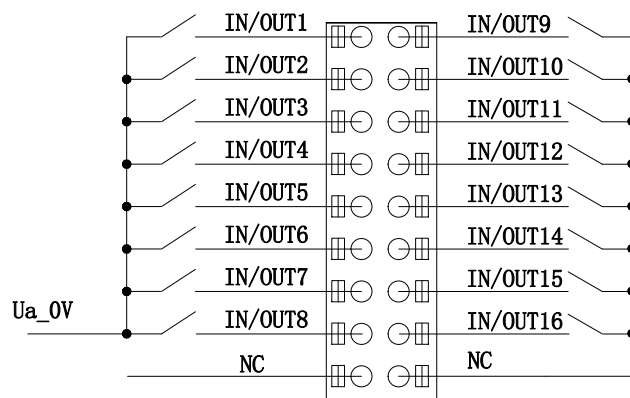 IN/OUT1 IN/OUT9
IN/OUT2 IN/OUT10
IN/OUT3 IN/OUT11
IN/OUT4 IN/OUT12
IN/OUT5 IN/OUT13
IN/OUT6 IN/OUT14
IN/OUT7 IN/OUT15
Ua_0V
IN/OUT8 IN/OUT16
NC NC